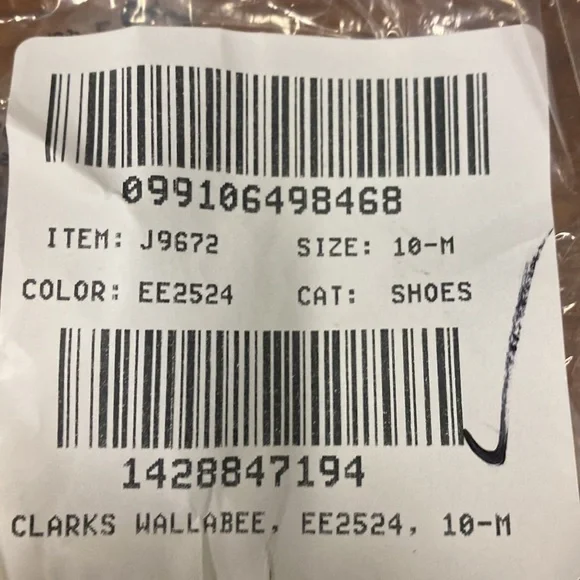 099106498468
ITEM: J9672 SIZE: 10-M
COLOR: EE2524 CAT: SHOES
1428847194
CLARKS WALLABEE, EE2524, 10-M